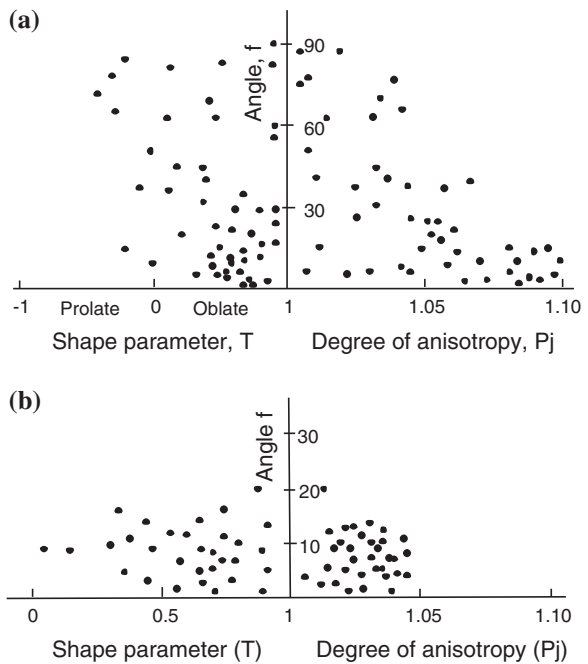 (a)
Angle, f
90
60
30
-1 0 1 1.05 1.10
Prolate Oblate
Shape parameter, T Degree of anisotropy, Pj
(b)
Angle f
30
20
10
0 0.5 1 1.05 1.10
Shape parameter (T) Degree of anisotropy (Pj)